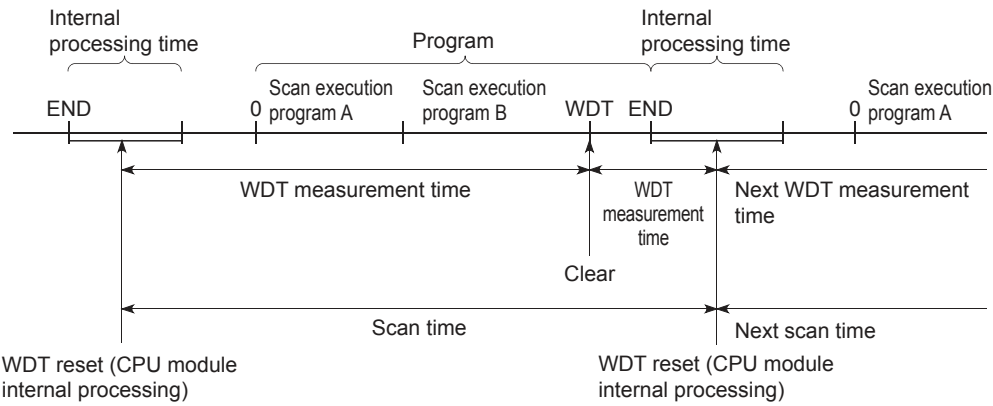 Internal
processing time
Program
Internal
processing time
END
0
Scan execution
program A
Scan execution
program B
WDT
END
0
Scan execution
program A
WDT measurement time
WDT
measurement
time
Next WDT measurement
time
Clear
Scan time
Next scan time
WDT reset (CPU module
internal processing)
WDT reset (CPU module
internal processing)